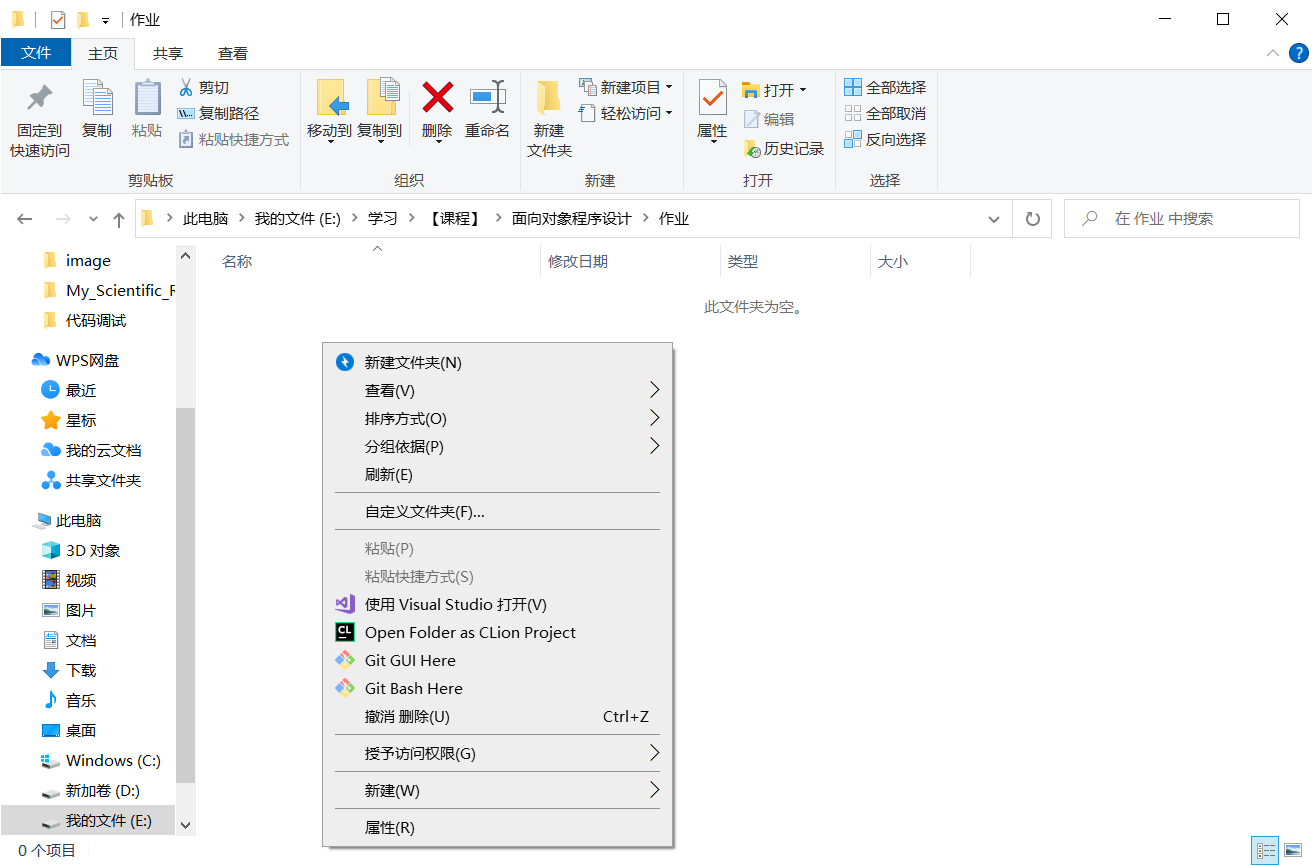 作业
文件 主页 共享 查看
固定到快速访问
复制
粘贴
剪切
复制路径
粘贴快捷方式
剪贴板
移动到
复制到
删除
重命名
组织
新建文件夹
新建项目
轻松访问
新建
属性
打开
编辑
历史记录
打开
全部选择
全部取消
反向选择
选择
此电脑 我的文件 (E:) 学习 【课程】 面向对象程序设计 作业
在 作业 中搜索
image
My_Scientific_R
代码调试
WPS网盘
最近
星标
我的云文档
共享文件夹
此电脑
3D 对象
视频
图片
文档
下载
音乐
桌面
Windows (C:)
新加卷 (D:)
我的文件 (E:)
名称 修改日期 类型 大小
此文件夹为空。
新建文件夹(N)
查看(V)
排序方式(O)
分组依据(P)
刷新(E)
自定义文件夹(F)...
粘贴(P)
粘贴快捷方式(S)
使用 Visual Studio 打开(V)
CL
Open Folder as CLion Project
Git GUI Here
Git Bash Here
撤消 删除(U) Ctrl+Z
授予访问权限(G)
新建(W)
属性(R)
0 个项目